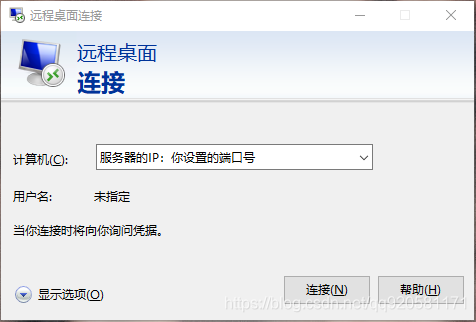 远程桌面连接
远程桌面
连接
计算机(C):
服务器的IP：你设置的端口号
用户名:
未指定
当你连接时将向你询问凭据。
显示选项(O)
连接(N)
帮助(H)
https://blog.csdn.net/qq920581171